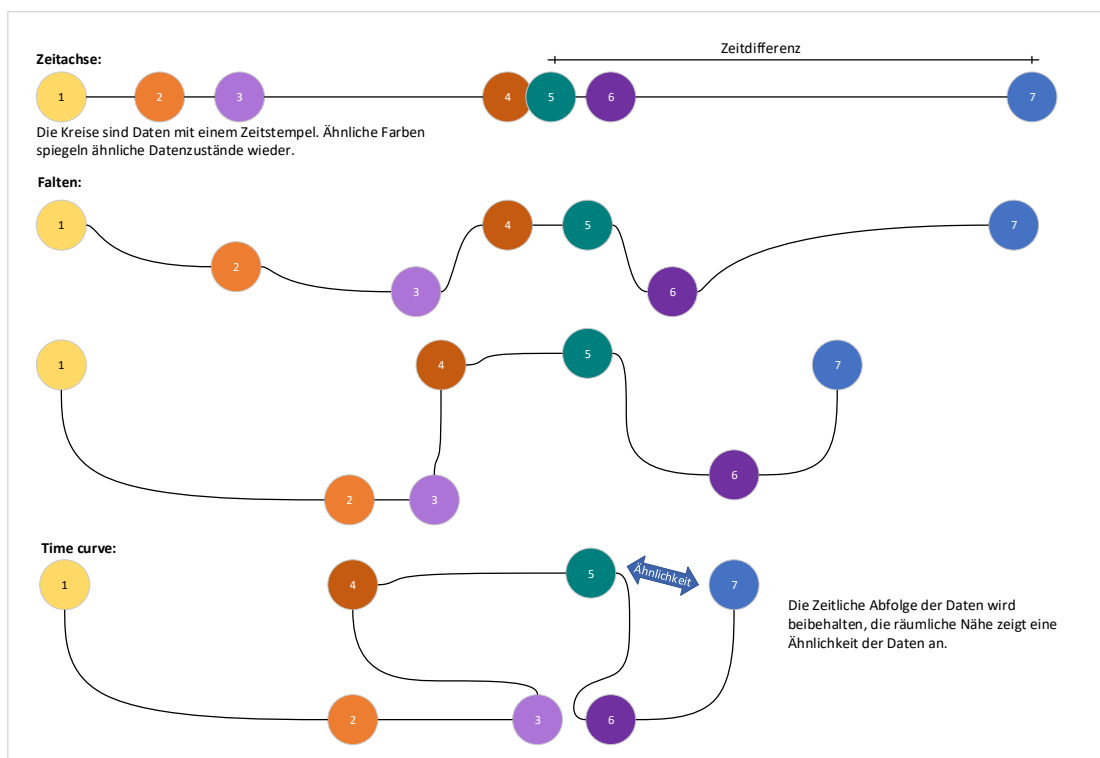 Zeitdifferenz
Zeitachse:
1
2
3
4
5
6
7
Die Kreise sind Daten mit einem Zeitstempel. Ähnliche Farben
spiegeln ähnliche Datenzustände wieder.
Falten:
1
2
3
4
5
6
7
1
2
3
4
5
6
7
Time curve:
1
2
3
4
5
6
7
Ähnlichkeit
Die Zeitliche Abfolge der Daten wird
beibehalten, die räumliche Nähe zeigt eine
Ähnlichkeit der Daten an.